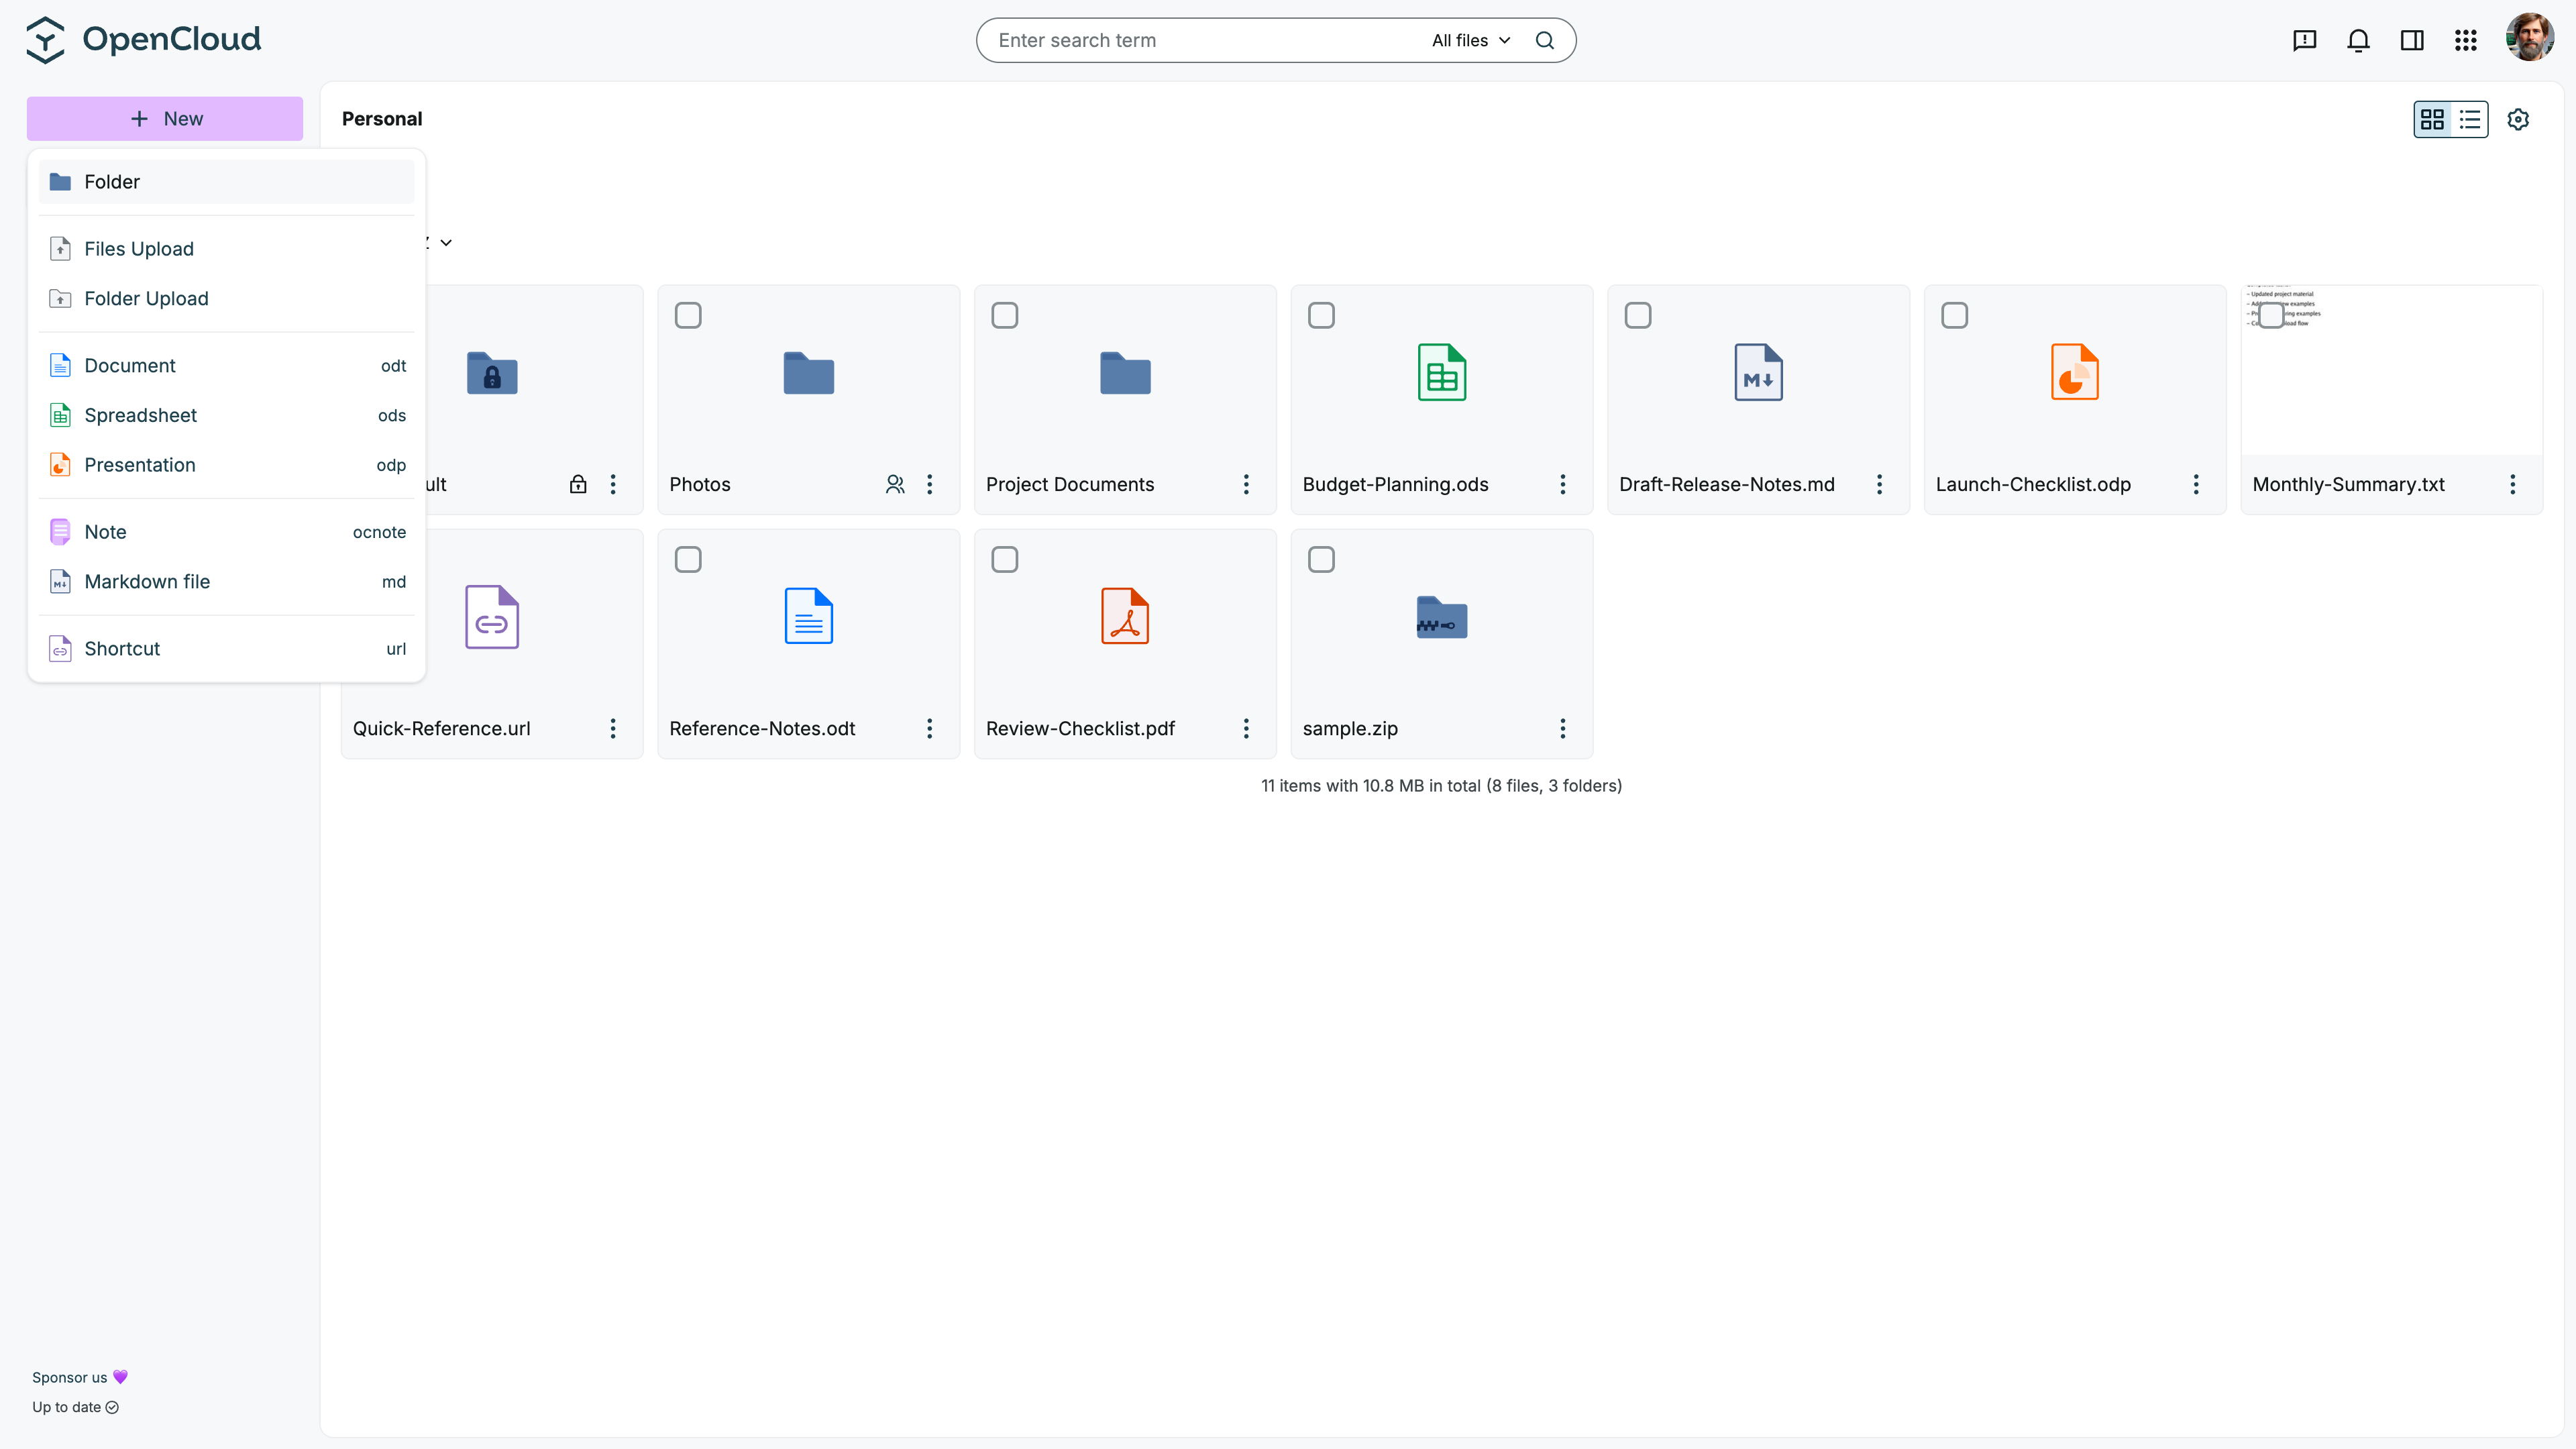 OpenCloud
Enter search term
All files
New
Personal
Folder
Files Upload
Folder Upload
Document odt
Spreadsheet ods
Presentation odp
Note ocnote
Markdown file md
Shortcut url
- Updated project material
ult
Photos
Project Documents
Budget-Planning.ods
M
Draft-Release-Notes.md
Launch-Checklist.odp
Monthly-Summary.txt
Quick-Reference.url
Reference-Notes.odt
Review-Checklist.pdf
sample.zip
11 items with 10.8 MB in total (8 files, 3 folders)
Sponsor us 💜
Up to date